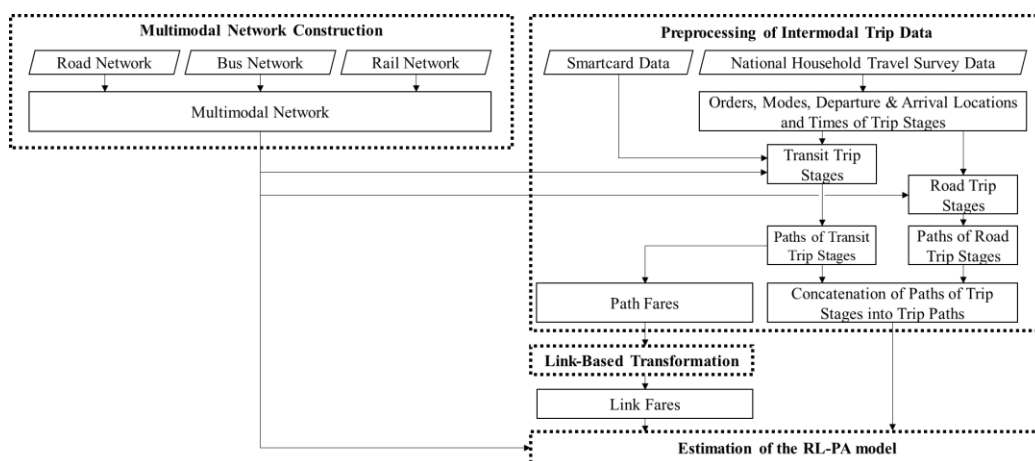 Multimodal Network Construction
Road Network
Bus Network
Rail Network
Multimodal Network
Preprocessing of Intermodal Trip Data
Smartcard Data
National Household Travel Survey Data
Orders, Modes, Departure & Arrival Locations
and Times of Trip Stages
Transit Trip
Stages
Road Trip
Stages
Paths of Transit
Trip Stages
Paths of Road
Trip Stages
Path Fares
Concatenation of Paths of Trip
Stages into Trip Paths
Link-Based Transformation
Link Fares
Estimation of the RL-PA model